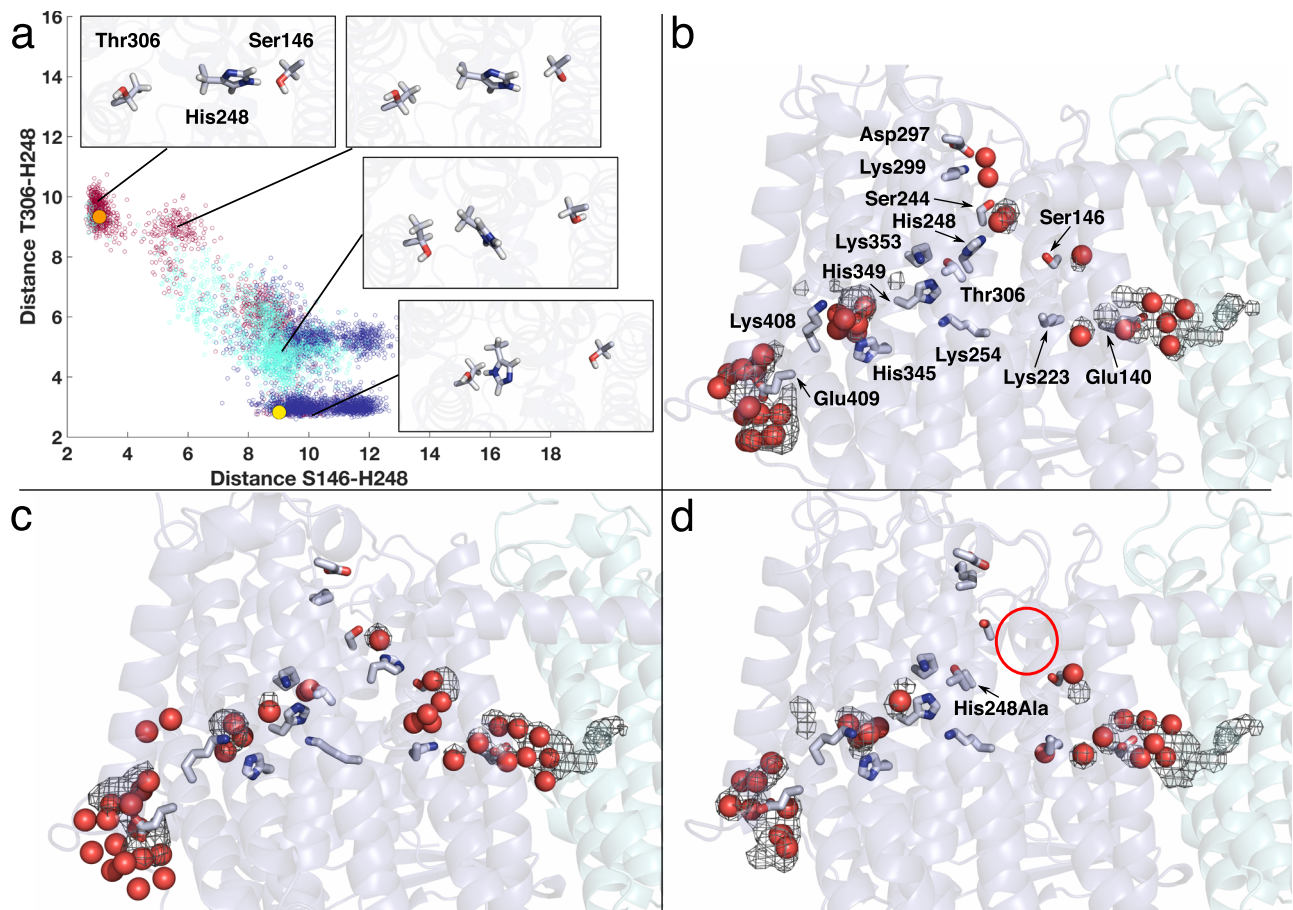 a
16
14
12
10
8
6
4
2
Distance T306-H248
2 4 6 8 10 12 14 16 18
Distance S146-H248
Thr306
Ser146
His248
b
Asp297
Lys299
Ser244
His248
Ser146
Lys353
His349
Thr306
Lys408
Lys254
His345
Lys223
Glu140
Glu409
c
d
His248Ala